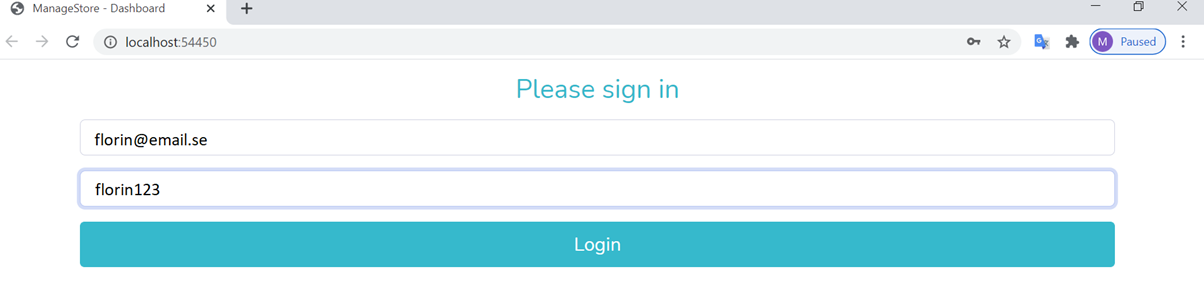 ManageStore - Dashboard
localhost:54450
M Paused
Please sign in
florin@email.se
florin123
Login